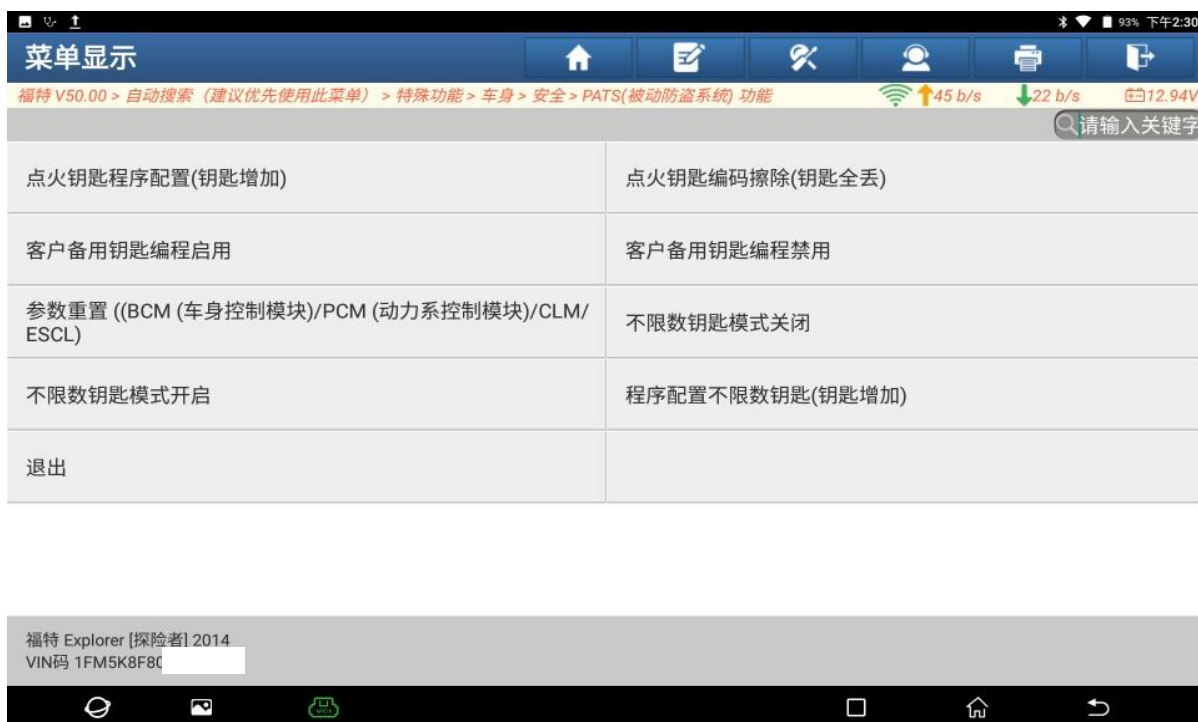 93% 下午2:30
菜单显示
福特 V50.00 > 自动搜索（建议优先使用此菜单） > 特殊功能 > 车身 > 安全 > PATS(被动防盗系统) 功能
45 b/s
22 b/s
12.94V
请输入关键字
点火钥匙程序配置(钥匙增加)
点火钥匙编码擦除(钥匙全丢)
客户备用钥匙编程启用
客户备用钥匙编程禁用
参数重置 ((BCM (车身控制模块)/PCM (动力系控制模块)/CLM/
ESCL)
不限数钥匙模式关闭
不限数钥匙模式开启
程序配置不限数钥匙(钥匙增加)
退出
福特 Explorer [探险者] 2014
VIN码 1FM5K8F80
VCI